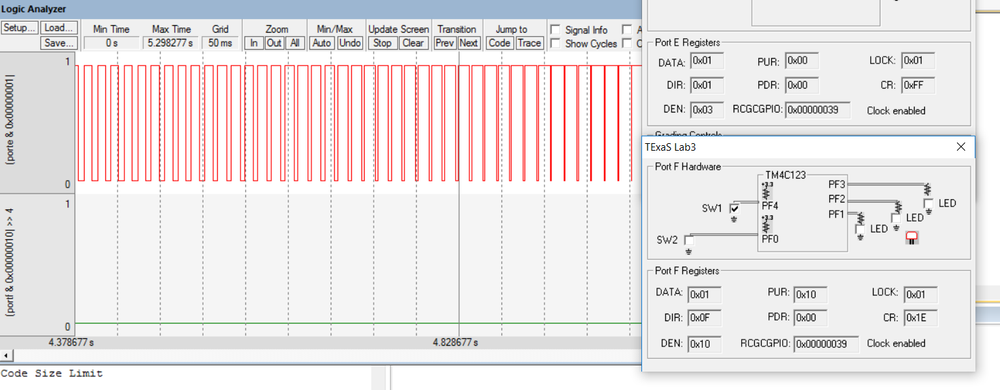 Logic Analyzer
Setup... Load... Min Time Max Time Grid Zoom Min/Max Update Screen Transition Jump to Signal Info A
Save... 0 s 5.298277 s 50 ms In Out All Auto Undo Stop Clear Prev Next Code Trace Show Cycles
1
(porte & 0x00000001)
0
1
(portf & 0x00000010) >> 4
0
4.378677 s 4.828677 s
Code Size Limit
Port E Registers
DATA: 0x01 PUR: 0x00 LOCK: 0x01
DIR: 0x01 PDR: 0x00 CR: 0xFF
DEN: 0x03 RCGCGPIO: 0x00000039 Clock enabled
Grading Controls
TExaS Lab3
Port F Hardware
TM4C123
+3.3
PF3
PF2
PF1
SW1
PF4
+3.3
SW2
PF0
LED
LED
LED
Port F Registers
DATA: 0x01 PUR: 0x10 LOCK: 0x01
DIR: 0x0F PDR: 0x00 CR: 0x1E
DEN: 0x10 RCGCGPIO: 0x00000039 Clock enabled